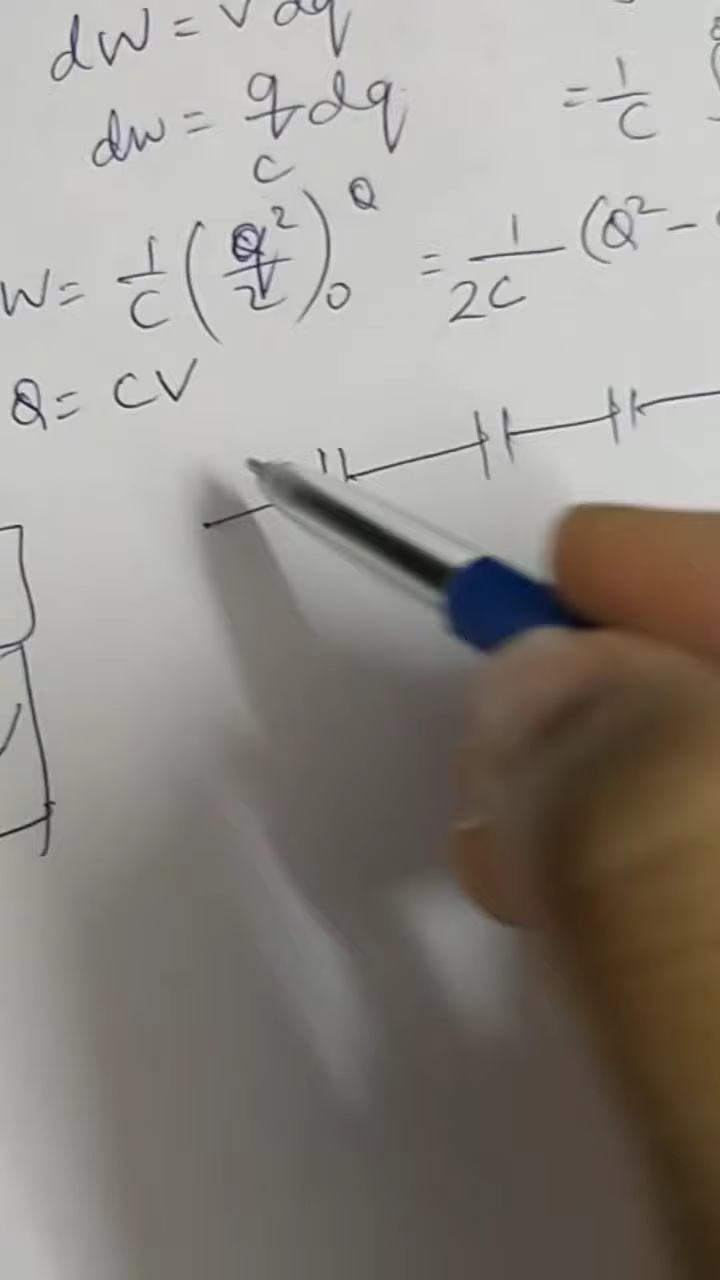 dW = V dq
dw = q/C dq = 1/C
W = 1/C (Q²/2)₀^Q = 1/2C (Q² -
Q = CV